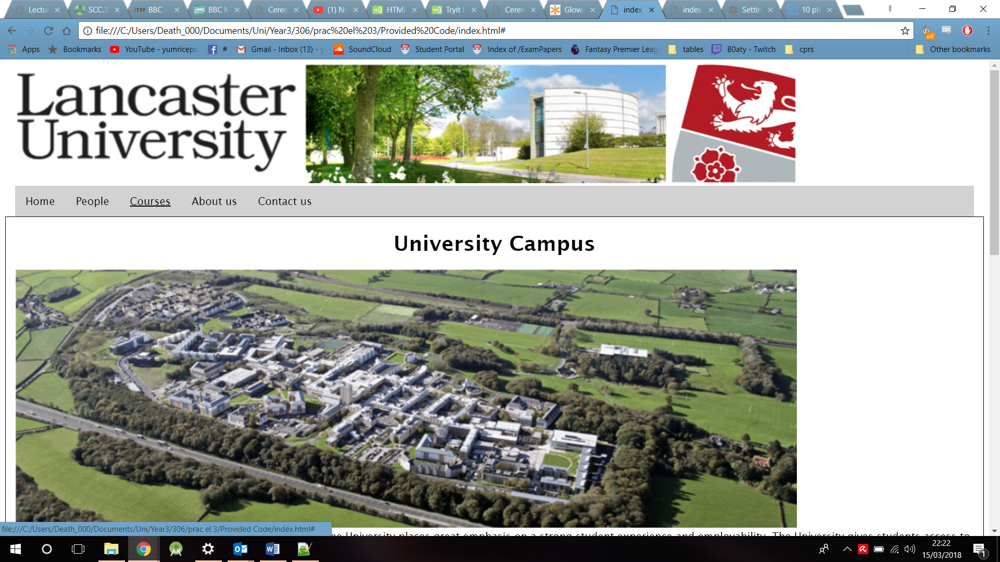 Lectu
SCC.3
BBC -
BBC N
Ceren
(1) Ni
HTML
Tryit E
Ceren
Glowi
index.
index
Settin
10 pla
file:///C:/Users/Death_000/Documents/Uni/Year3/306/prac%20el%203/Provided%20Code/index.html#
off
CSS
Apps Bookmarks YouTube - yumricepu # Gmail - Inbox (13) - y SoundCloud Student Portal Index of /ExamPapers Fantasy Premier Leag tables B0aty - Twitch cprs Other bookmarks
Lancaster
University
Home People Courses About us Contact us
University Campus
file:///C:/Users/Death_000/Documents/Uni/Year3/306/prac el 3/Provided Code/index.html#
University places great emphasis on a strong student experience and employability. The University gives students access to
22:22
15/03/2018
1